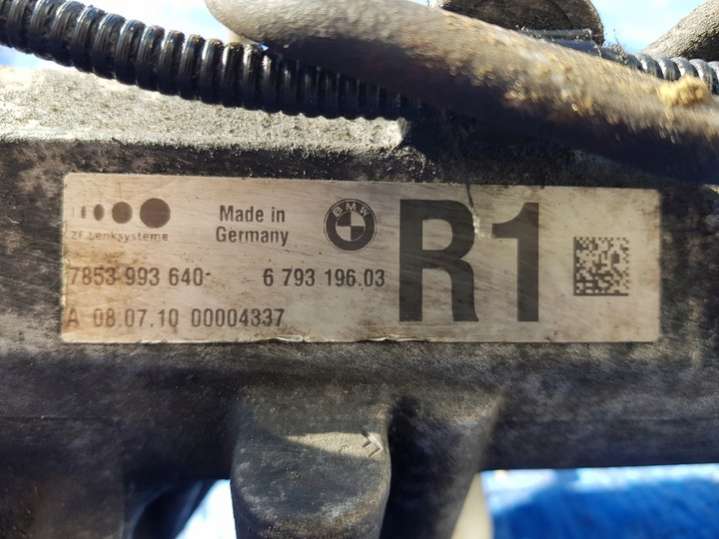 ZF Lenksysteme
Made in
Germany
BMW
R1
7853 993 640
6 793 196.03
A 08.07.10 00004337